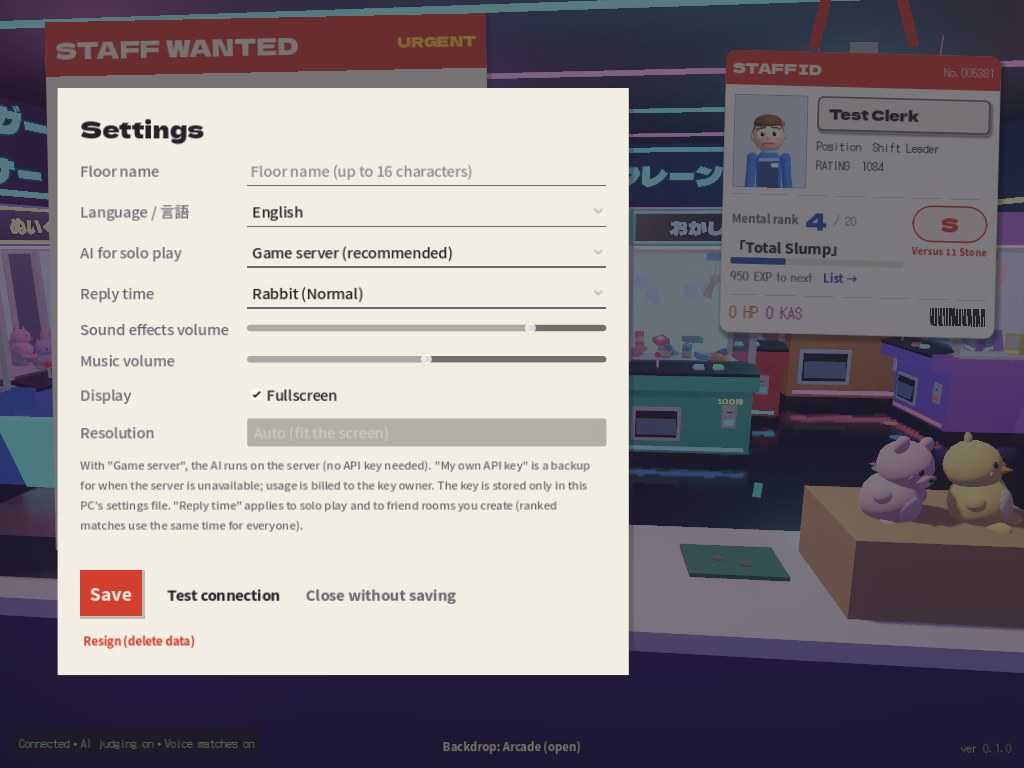 STAFF WANTED
URGENT
Settings
Floor name
Floor name (up to 16 characters)
Language / 言語
English
AI for solo play
Game server (recommended)
Reply time
Rabbit (Normal)
Sound effects volume
Music volume
Display
Fullscreen
Resolution
Auto (fit the screen)
With "Game server", the AI runs on the server (no API key needed). "My own API key" is a backup
for when the server is unavailable; usage is billed to the key owner. The key is stored only in this
PC's settings file. "Reply time" applies to solo play and to friend rooms you create (ranked
matches use the same time for everyone).
Save
Test connection
Close without saving
Resign (delete data)
STAFF ID
No. 005381
Test Clerk
Position Shift Leader
RATING 1084
Mental rank 4 / 20
「Total Slump」
950 EXP to next List →
S
Versus 11 Stone
0 HP 0 KAS
ガー
ケー
ぬいく
クレーン
おかし
100円
Connected • AI judging on • Voice matches on
Backdrop: Arcade (open)
ver 0.1.0